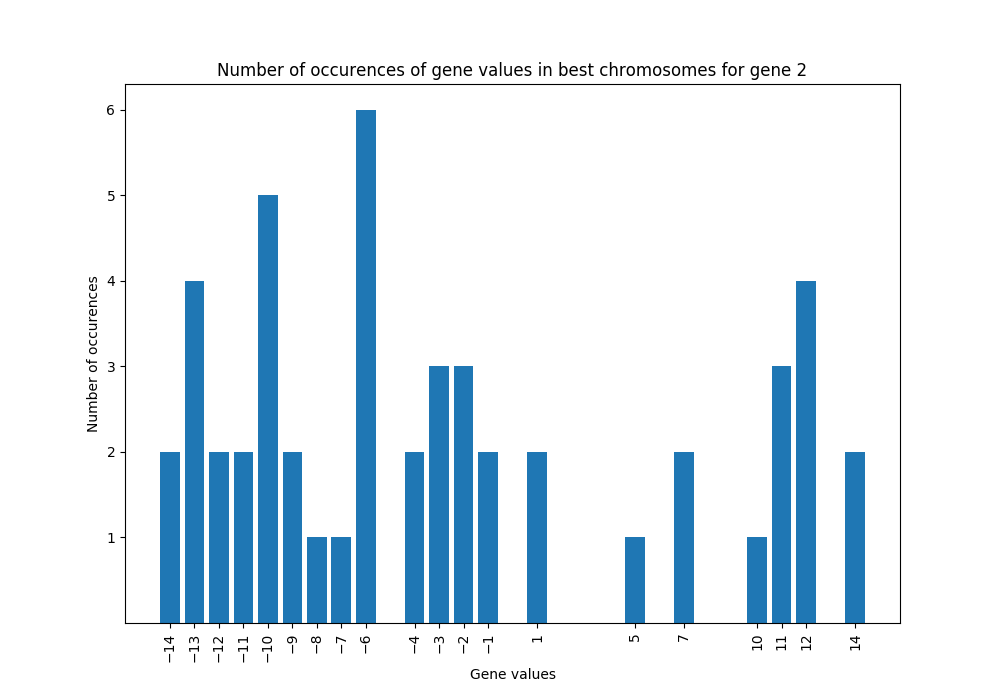 Number of occurences of gene values in best chromosomes for gene 2
6
5
4
3
2
1
Number of occurences
−14 −13 −12 −11 −10 −9 −8 −7 −6 −4 −3 −2 −1 1 5 7 10 11 12 14
Gene values